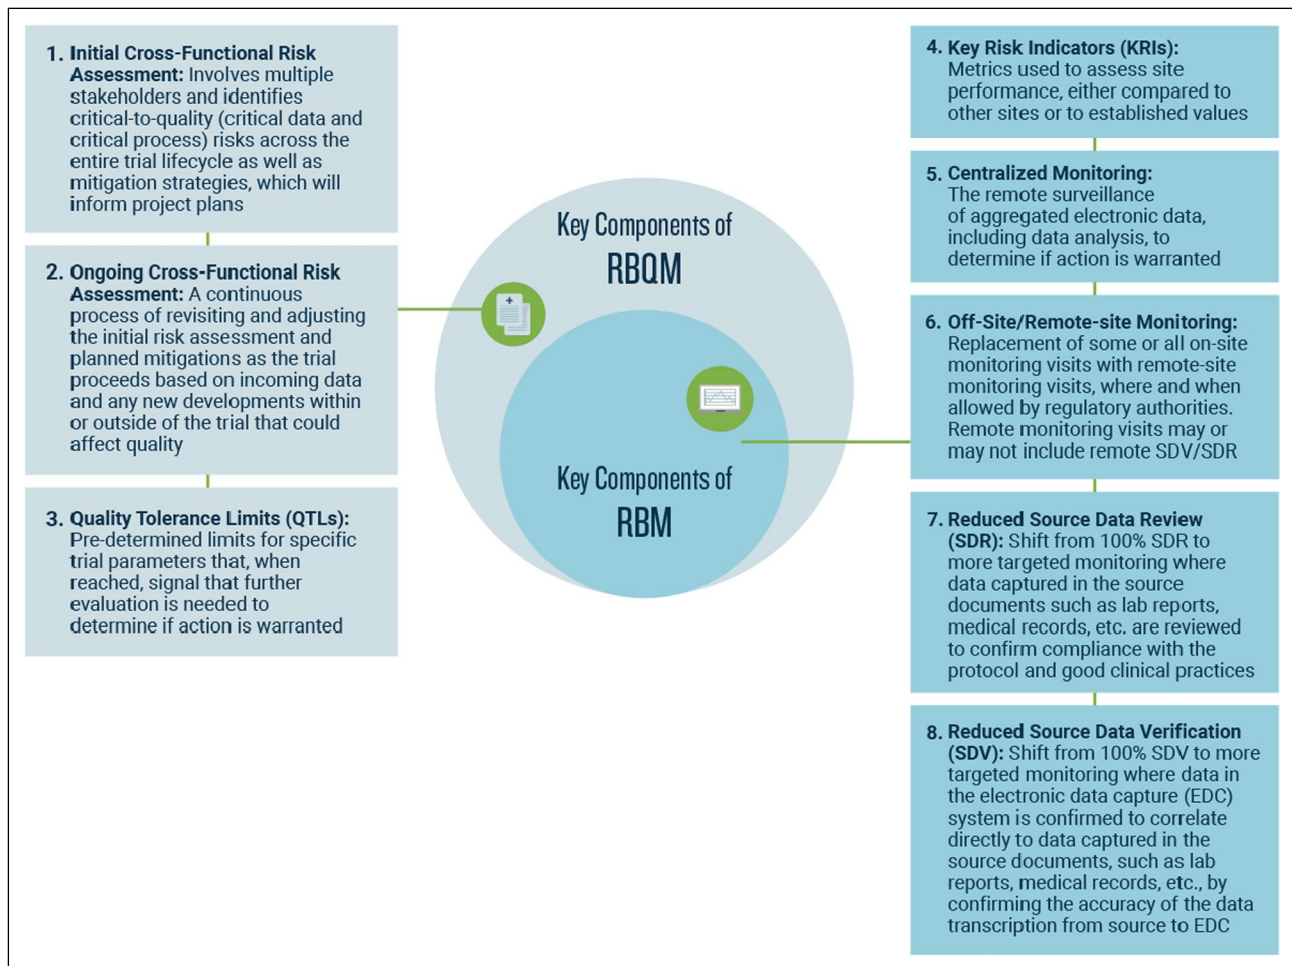 1. Initial Cross-Functional Risk
Assessment: Involves multiple
stakeholders and identifies
critical-to-quality (critical data and
critical process) risks across the
entire trial lifecycle as well as
mitigation strategies, which will
inform project plans
2. Ongoing Cross-Functional Risk
Assessment: A continuous
process of revisiting and adjusting
the initial risk assessment and
planned mitigations as the trial
proceeds based on incoming data
and any new developments within
or outside of the trial that could
affect quality
3. Quality Tolerance Limits (QTLs):
Pre-determined limits for specific
trial parameters that, when
reached, signal that further
evaluation is needed to
determine if action is warranted
Key Components of
RBQM
Key Components of
RBM
4. Key Risk Indicators (KRIs):
Metrics used to assess site
performance, either compared to
other sites or to established values
5. Centralized Monitoring:
The remote surveillance
of aggregated electronic data,
including data analysis, to
determine if action is warranted
6. Off-Site/Remote-site Monitoring:
Replacement of some or all on-site
monitoring visits with remote-site
monitoring visits, where and when
allowed by regulatory authorities.
Remote monitoring visits may or
may not include remote SDV/SDR
7. Reduced Source Data Review
(SDR): Shift from 100% SDR to
more targeted monitoring where
data captured in the source
documents such as lab reports,
medical records, etc. are reviewed
to confirm compliance with the
protocol and good clinical practices
8. Reduced Source Data Verification
(SDV): Shift from 100% SDV to more
targeted monitoring where data in
the electronic data capture (EDC)
system is confirmed to correlate
directly to data captured in the
source documents, such as lab
reports, medical records, etc., by
confirming the accuracy of the data
transcription from source to EDC